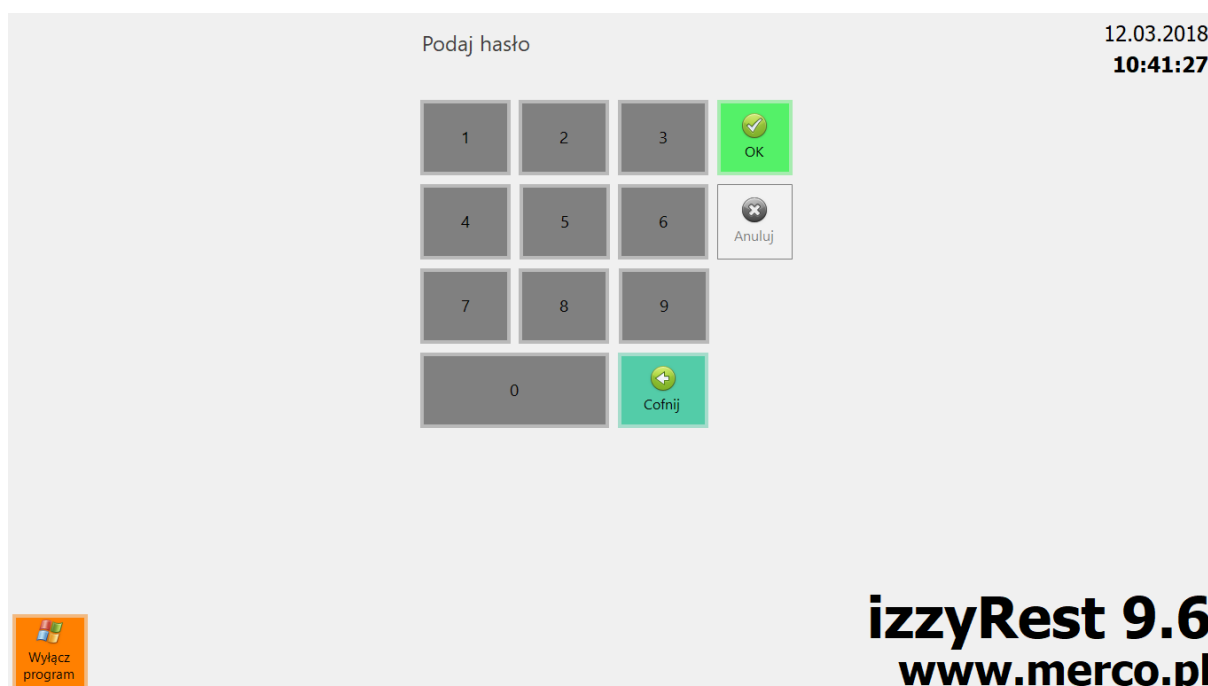 Podaj hasło
12.03.2018
10:41:27
1 2 3 OK
4 5 6 Anuluj
7 8 9
0 Cofnij
Wyłącz
program
izzyRest 9.6
www.merco.pl